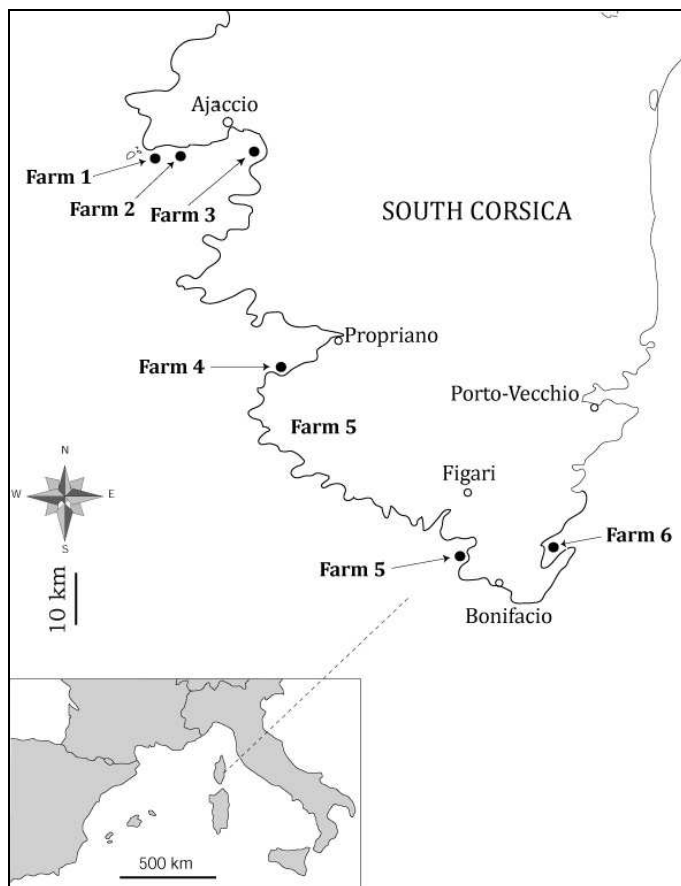 Ajaccio
Farm 1
Farm 2
Farm 3
SOUTH CORSICA
Propriano
Farm 4
Porto-Vecchio
Farm 5
Figari
N
W
E
S
Farm 6
Farm 5
10 km
Bonifacio
500 km